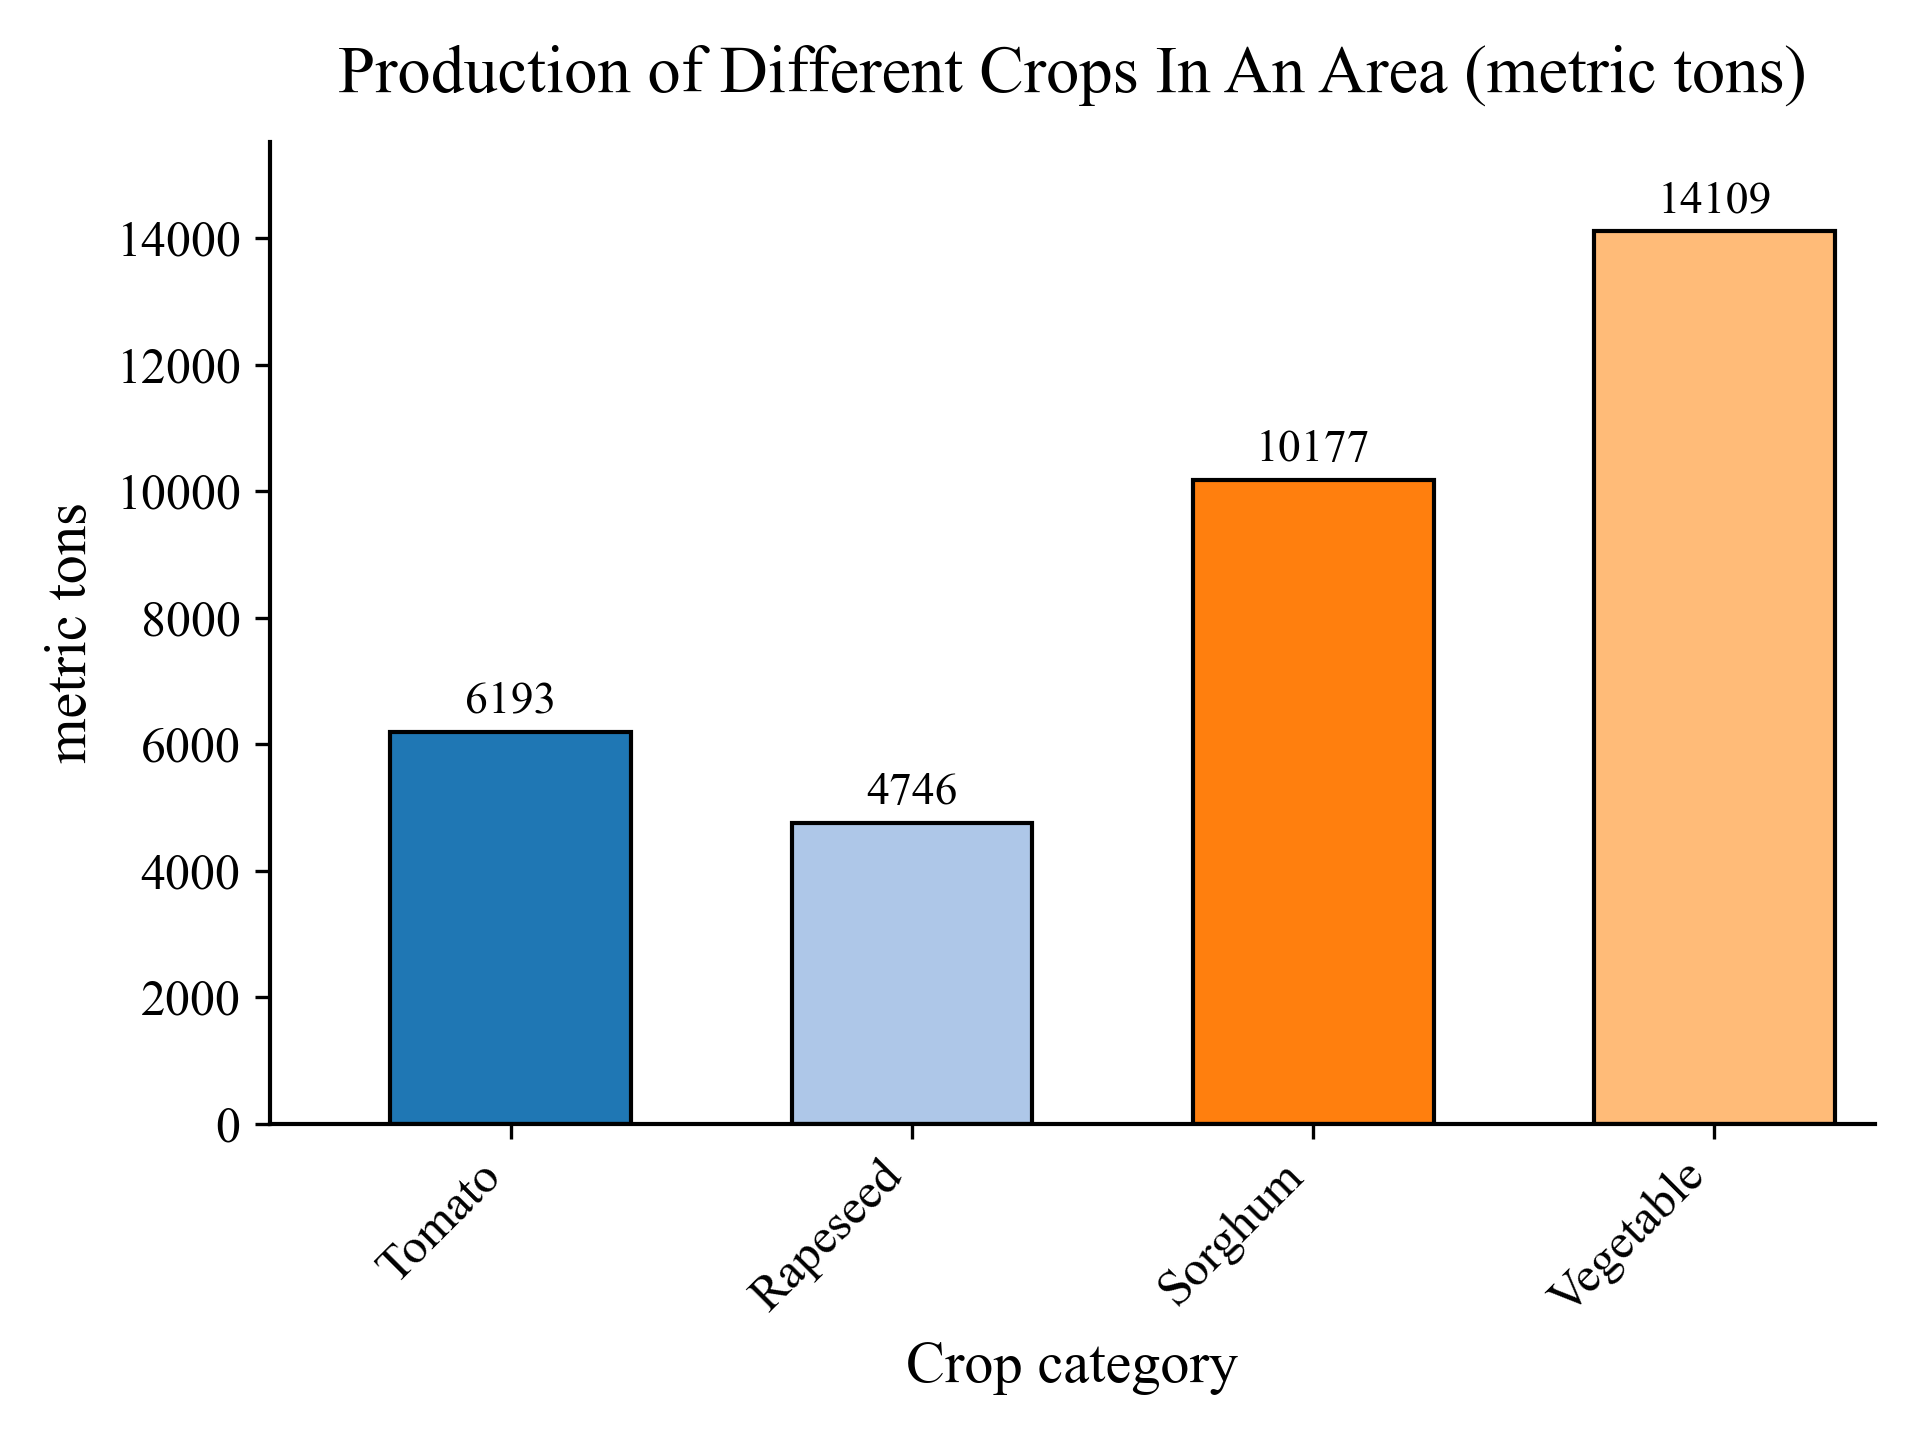 Production of Different Crops In An Area (metric tons)
metric tons
14000
12000
10000
8000
6000
4000
2000
0
6193
4746
10177
14109
Tomato
Rapeseed
Sorghum
Vegetable
Crop category